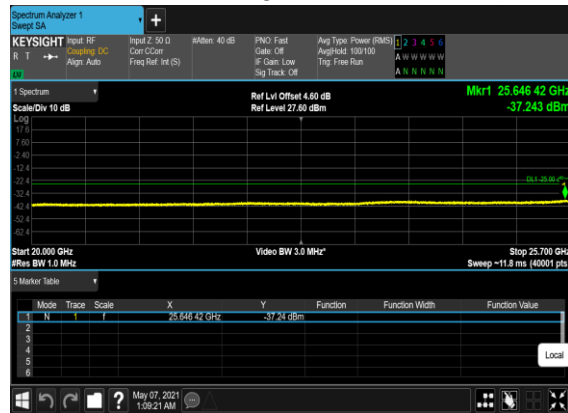 Spectrum Analyzer 1
Swept SA
+
KEYSIGHT
R T
Input: RF
Coupling: DC
Align: Auto
Input Z: 50 Ω
Corr CCorr
Freq Ref: Int (S)
#Atten: 40 dB
PNO: Fast
Gate: Off
IF Gain: Low
Sig Track: Off
Avg Type: Power (RMS)
Avg|Hold: 100/100
Trig: Free Run
1 2 3 4 5 6
A W W W W W
A N N N N N
1 Spectrum
Scale/Div 10 dB
Log
Ref Lvl Offset 4.60 dB
Ref Level 27.60 dBm
Mkr1 25.646 42 GHz
-37.243 dBm
17.6
7.60
-2.40
-12.4
-22.4
-32.4
-42.4
-52.4
-62.4
DL1 -25.00
1
Start 20.000 GHz
#Res BW 1.0 MHz
Video BW 3.0 MHz*
Stop 25.700 GHz
Sweep ~11.8 ms (40001 pts)
5 Marker Table
Mode Trace Scale X Y Function Function Width Function Value
1 N 1 f 25.646 42 GHz -37.24 dBm
2
3
4
5
6
Local
?
May 07, 2021
1:09:21 AM